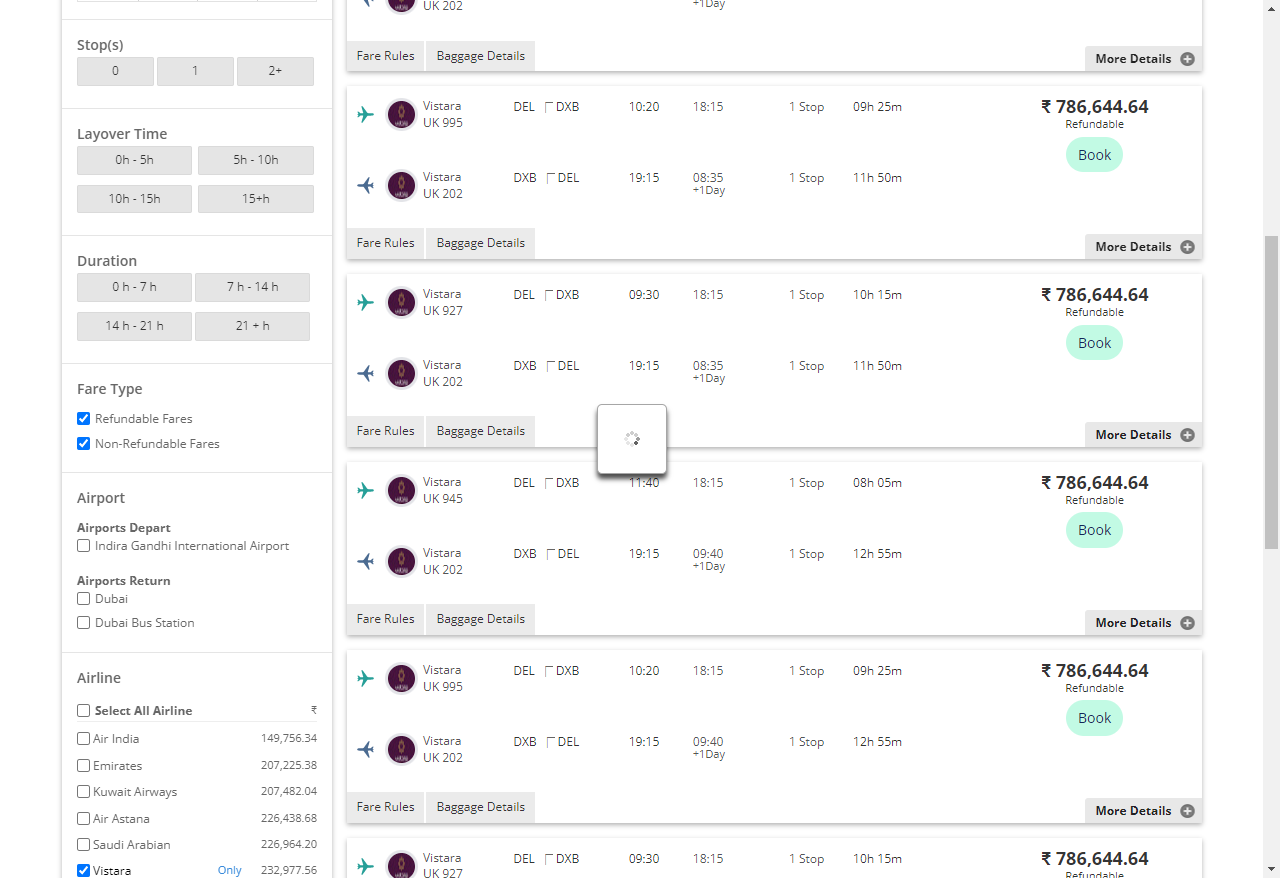 Stop(s)
0 1 2+
Layover Time
0h - 5h 5h - 10h
10h - 15h 15+h
Duration
0 h - 7 h 7 h - 14 h
14 h - 21 h 21 + h
Fare Type
Refundable Fares
Non-Refundable Fares
Airport
Airports Depart
Indira Gandhi International Airport
Airports Return
Dubai
Dubai Bus Station
Airline
Select All Airline ₹
Air India 149,756.34
Emirates 207,225.38
Kuwait Airways 207,482.04
Air Astana 226,438.68
Saudi Arabian 226,964.20
Vistara Only 232,977.56
UK 202 +1Day
Fare Rules Baggage Details More Details
Vistara DEL DXB 10:20 18:15 1 Stop 09h 25m ₹ 786,644.64
UK 995 Refundable
Book
Vistara DXB DEL 19:15 08:35 1 Stop 11h 50m
UK 202 +1Day
Fare Rules Baggage Details More Details
Vistara DEL DXB 09:30 18:15 1 Stop 10h 15m ₹ 786,644.64
UK 927 Refundable
Book
Vistara DXB DEL 19:15 08:35 1 Stop 11h 50m
UK 202 +1Day
Fare Rules Baggage Details More Details
Vistara DEL DXB 11:40 18:15 1 Stop 08h 05m ₹ 786,644.64
UK 945 Refundable
Book
Vistara DXB DEL 19:15 09:40 1 Stop 12h 55m
UK 202 +1Day
Fare Rules Baggage Details More Details
Vistara DEL DXB 10:20 18:15 1 Stop 09h 25m ₹ 786,644.64
UK 995 Refundable
Book
Vistara DXB DEL 19:15 09:40 1 Stop 12h 55m
UK 202 +1Day
Fare Rules Baggage Details More Details
Vistara DEL DXB 09:30 18:15 1 Stop 10h 15m ₹ 786,644.64
UK 927 Refundable